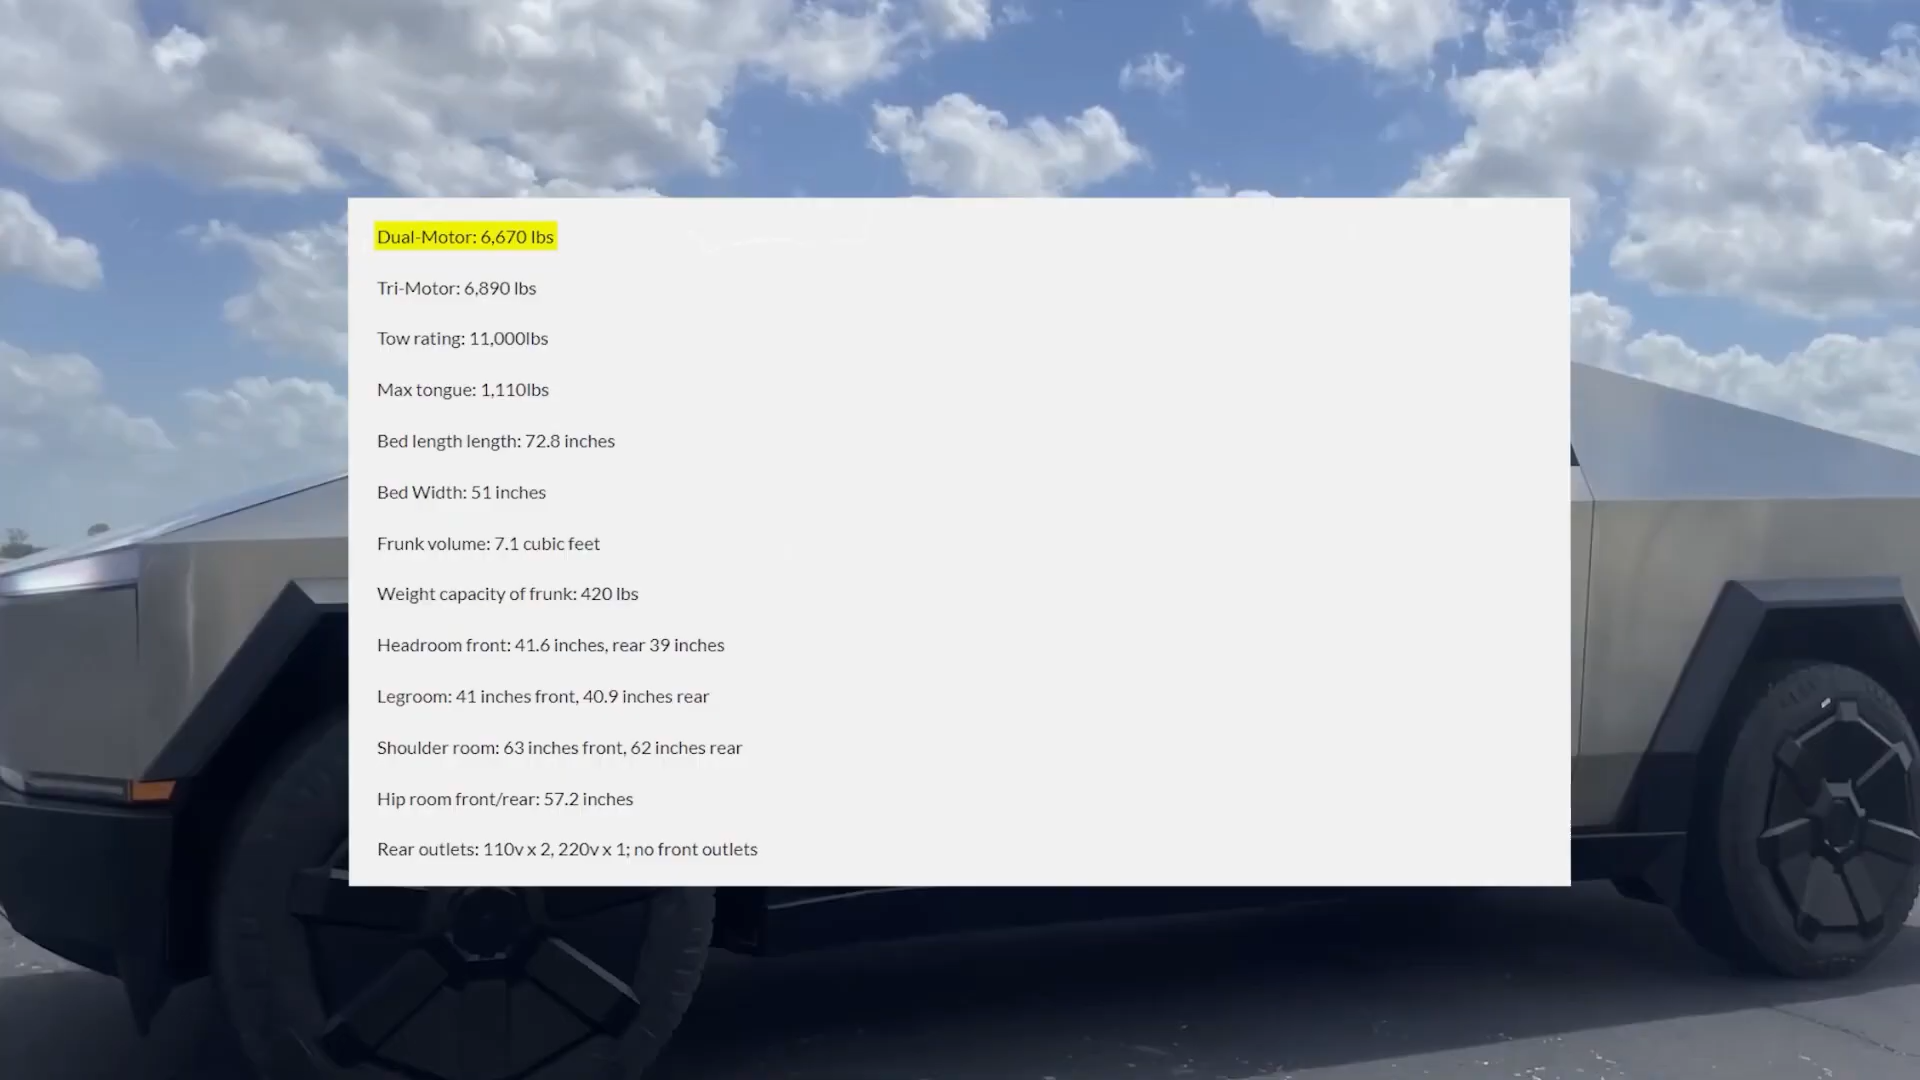 Dual-Motor: 6,670 lbs
Tri-Motor: 6,890 lbs
Tow rating: 11,000lbs
Max tongue: 1,110lbs
Bed length length: 72.8 inches
Bed Width: 51 inches
Frunk volume: 7.1 cubic feet
Weight capacity of frunk: 420 lbs
Headroom front: 41.6 inches, rear 39 inches
Legroom: 41 inches front, 40.9 inches rear
Shoulder room: 63 inches front, 62 inches rear
Hip room front/rear: 57.2 inches
Rear outlets: 110v x 2, 220v x 1; no front outlets